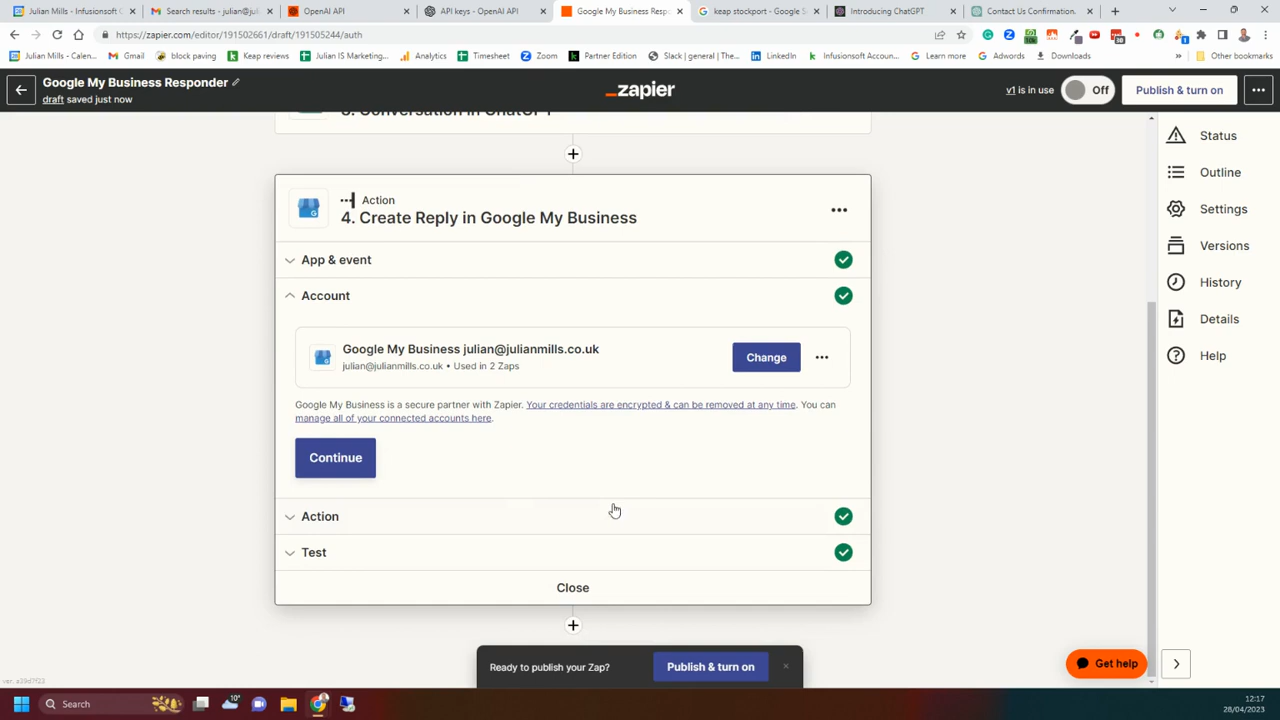 Julian Mills - Infusionsoft C
Search results - julian@juli
OpenAI API
API keys - OpenAI API
Google My Business Respo
keap stockport - Google S
Introducing ChatGPT
Contact Us Confirmation.
https://zapier.com/editor/191502661/draft/191505244/auth
Julian Mills - Calen...
Gmail
block paving
Keap reviews
Julian IS Marketing...
Analytics
Timesheet
Zoom
Partner Edition
Slack | general | The...
LinkedIn
Infusionsoft Accoun...
Learn more
Adwords
Downloads
Other bookmarks
Google My Business Responder
draft saved just now
zapier
v1 is in use
Off
Publish & turn on
3. Conversation in ChatGPT
Action
4. Create Reply in Google My Business
App & event
Account
Google My Business julian@julianmills.co.uk
julian@julianmills.co.uk • Used in 2 Zaps
Change
Google My Business is a secure partner with Zapier. Your credentials are encrypted & can be removed at any time. You can
manage all of your connected accounts here.
Continue
Action
Test
Close
Ready to publish your Zap?
Publish & turn on
Status
Outline
Settings
Versions
History
Details
Help
Get help
Search
10°
12:17
28/04/2023